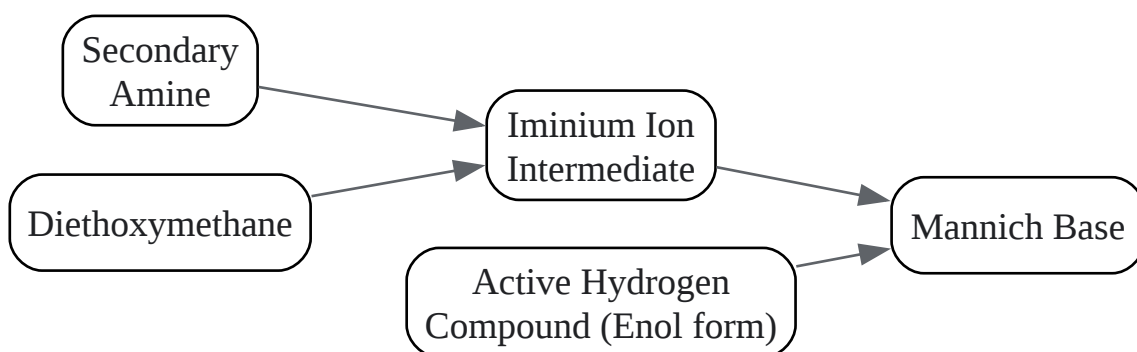 Secondary
Amine
Diethoxymethane
Iminium Ion
Intermediate
Active Hydrogen
Compound (Enol form)
Mannich Base